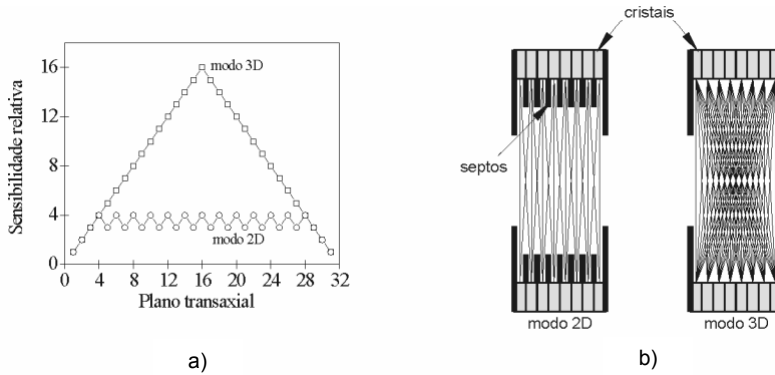 Sensibilidade relativa
16
12
8
4
0
modo 3D
modo 2D
0 4 8 12 16 20 24 28 32
Plano transaxial
a)
cristais
septos
modo 2D
modo 3D
b)